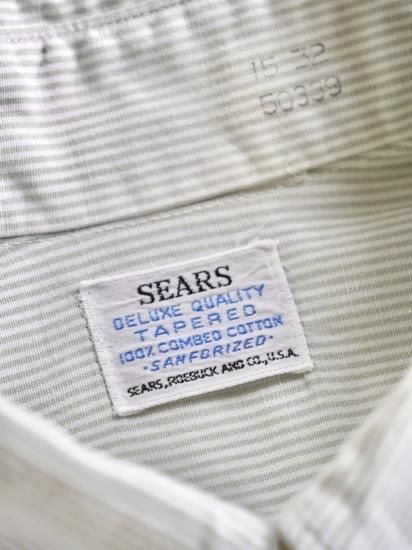 15 32
50339
SEARS
DELUXE QUALITY
TAPERED
100% COMBED COTTON
-SANFORIZED-
SEARS, ROEBUCK AND CO., U.S.A.